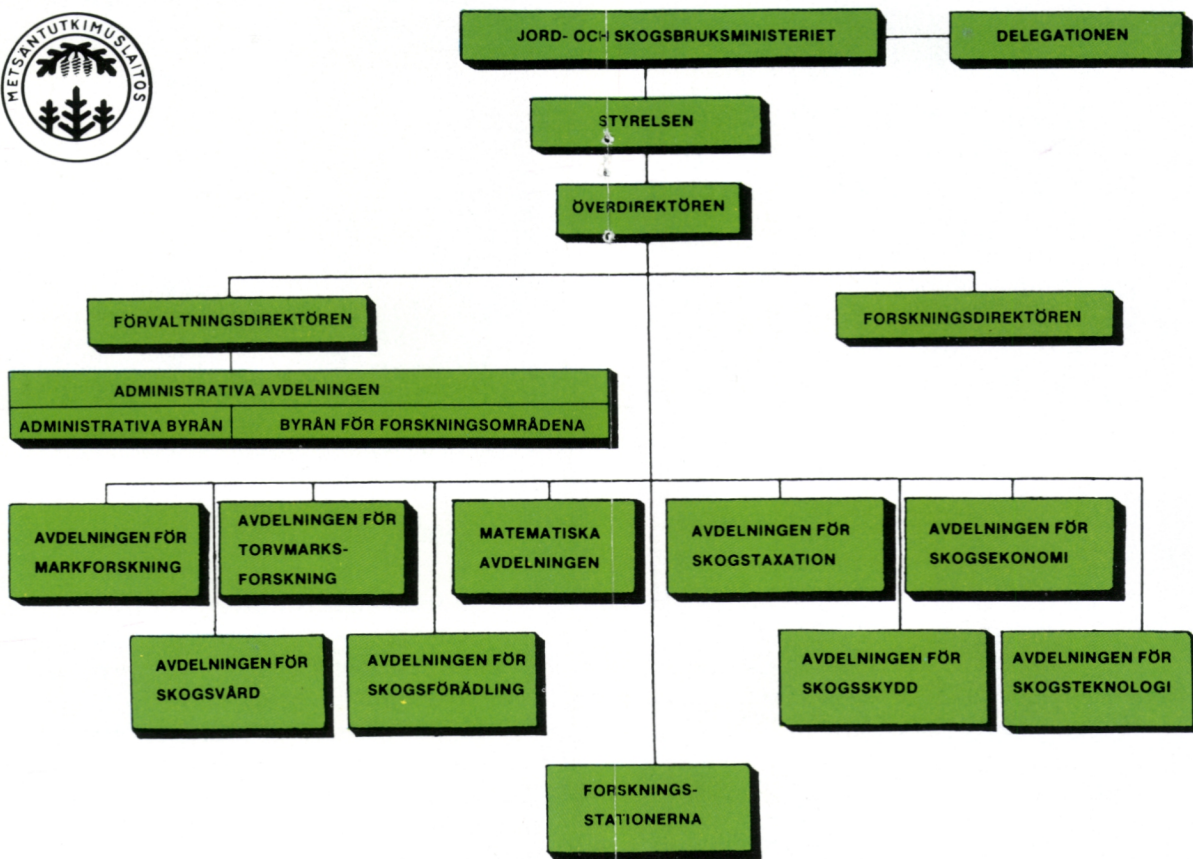 METSÄNTUTKIMUSLAITOS
JORD- OCH SKOGSBRUKSMINISTERIET
DELEGATIONEN
STYRELSEN
ÖVERDIREKTÖREN
FÖRVALTNINGSDIREKTÖREN
FORSKNINGSDIREKTÖREN
ADMINISTRATIVA AVDELNINGEN
ADMINISTRATIVA BYRÅN
BYRÅN FÖR FORSKNINGSOMRÅDENA
AVDELNINGEN FÖR
MARKFORSKNING
AVDELNINGEN FÖR
TORVMARKS-
FORSKNING
MATEMATISKA
AVDELNINGEN
AVDELNINGEN FÖR
SKOGSTAXATION
AVDELNINGEN FÖR
SKOGSEKONOMI
AVDELNINGEN FÖR
SKOGSVÅRD
AVDELNINGEN FÖR
SKOGSFÖRÄDLING
AVDELNINGEN FÖR
SKOGSSKYDD
AVDELNINGEN FÖR
SKOGSTEKNOLOGI
FORSKNINGS-
STATIONERNA